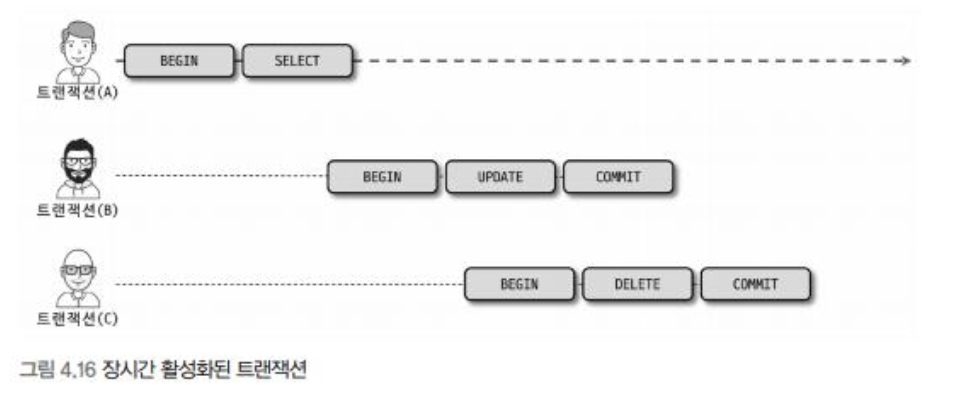 BEGIN SELECT
트랜잭션(A)
BEGIN UPDATE COMMIT
트랜잭션(B)
BEGIN DELETE COMMIT
트랜잭션(C)
그림 4.16 장시간 활성화된 트랜잭션